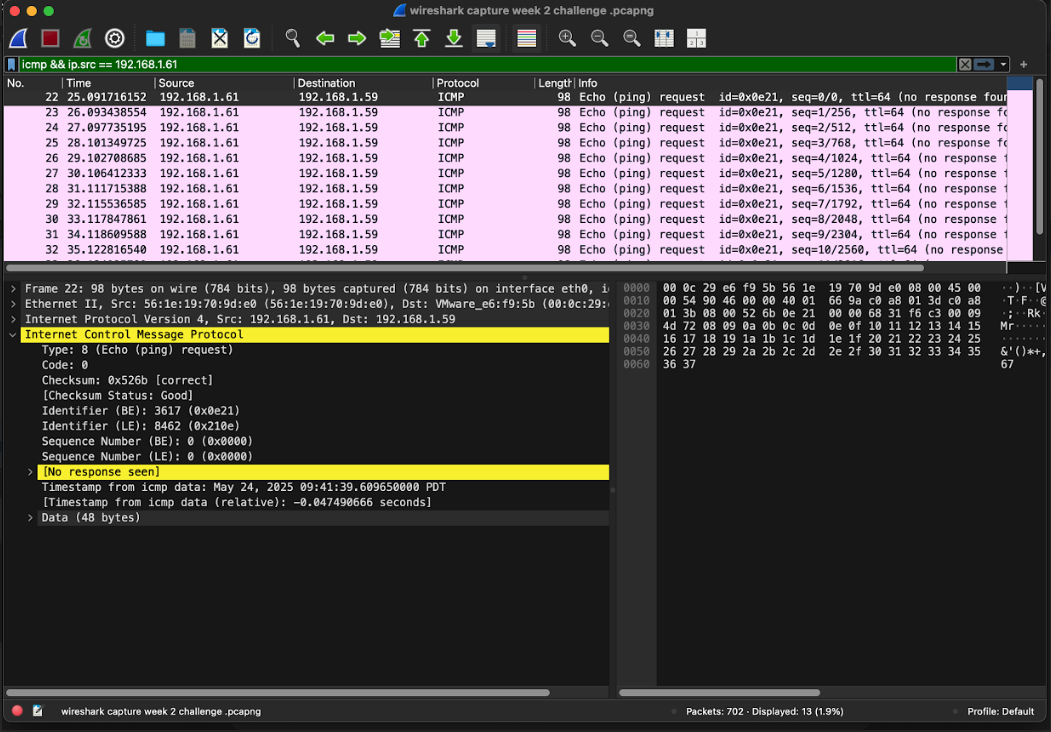 wireshark capture week 2 challenge .pcapng
icmp && ip.src == 192.168.1.61
No. Time Source Destination Protocol Length Info
22 25.091716152 192.168.1.61 192.168.1.59 ICMP 98 Echo (ping) request id=0x0e21, seq=0/0, ttl=64 (no response four
23 26.093438554 192.168.1.61 192.168.1.59 ICMP 98 Echo (ping) request id=0x0e21, seq=1/256, ttl=64 (no response fo
24 27.097735195 192.168.1.61 192.168.1.59 ICMP 98 Echo (ping) request id=0x0e21, seq=2/512, ttl=64 (no response fo
25 28.101349725 192.168.1.61 192.168.1.59 ICMP 98 Echo (ping) request id=0x0e21, seq=3/768, ttl=64 (no response fo
26 29.102708685 192.168.1.61 192.168.1.59 ICMP 98 Echo (ping) request id=0x0e21, seq=4/1024, ttl=64 (no response f
27 30.106412333 192.168.1.61 192.168.1.59 ICMP 98 Echo (ping) request id=0x0e21, seq=5/1280, ttl=64 (no response f
28 31.111715388 192.168.1.61 192.168.1.59 ICMP 98 Echo (ping) request id=0x0e21, seq=6/1536, ttl=64 (no response f
29 32.115536585 192.168.1.61 192.168.1.59 ICMP 98 Echo (ping) request id=0x0e21, seq=7/1792, ttl=64 (no response f
30 33.117847861 192.168.1.61 192.168.1.59 ICMP 98 Echo (ping) request id=0x0e21, seq=8/2048, ttl=64 (no response f
31 34.118609588 192.168.1.61 192.168.1.59 ICMP 98 Echo (ping) request id=0x0e21, seq=9/2304, ttl=64 (no response f
32 35.122816540 192.168.1.61 192.168.1.59 ICMP 98 Echo (ping) request id=0x0e21, seq=10/2560, ttl=64 (no response
Frame 22: 98 bytes on wire (784 bits), 98 bytes captured (784 bits) on interface eth0, i
Ethernet II, Src: 56:1e:19:70:9d:e0 (56:1e:19:70:9d:e0), Dst: VMware_e6:f9:5b (00:0c:29:
Internet Protocol Version 4, Src: 192.168.1.61, Dst: 192.168.1.59
Internet Control Message Protocol
Type: 8 (Echo (ping) request)
Code: 0
Checksum: 0x526b [correct]
[Checksum Status: Good]
Identifier (BE): 3617 (0x0e21)
Identifier (LE): 8462 (0x210e)
Sequence Number (BE): 0 (0x0000)
Sequence Number (LE): 0 (0x0000)
[No response seen]
Timestamp from icmp data: May 24, 2025 09:41:39.609650000 PDT
[Timestamp from icmp data (relative): -0.047490666 seconds]
Data (48 bytes)
0000 00 0c 29 e6 f9 5b 56 1e 19 70 9d e0 08 00 45 00 ··)··[V
0010 00 54 90 46 00 00 40 01 66 9a c0 a8 01 3d c0 a8 ·T·F··@
0020 01 3b 08 00 52 6b 0e 21 00 00 68 31 f6 c3 00 09 ·;··Rk·
0030 4d 72 08 09 0a 0b 0c 0d 0e 0f 10 11 12 13 14 15 Mr·····
0040 16 17 18 19 1a 1b 1c 1d 1e 1f 20 21 22 23 24 25 ·······
0050 26 27 28 29 2a 2b 2c 2d 2e 2f 30 31 32 33 34 35 &'()*+,
0060 36 37 67
wireshark capture week 2 challenge .pcapng Packets: 702 · Displayed: 13 (1.9%) Profile: Default